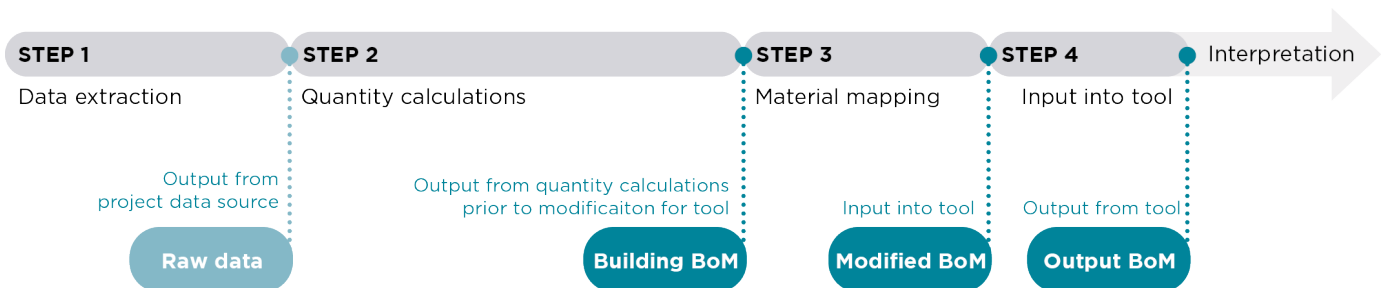 STEP 1
STEP 2
STEP 3
STEP 4
Interpretation
Data extraction
Quantity calculations
Material mapping
Input into tool
Output from
project data source
Output from quantity calculations
prior to modificaiton for tool
Input into tool
Output from tool
Raw data
Building BoM
Modified BoM
Output BoM